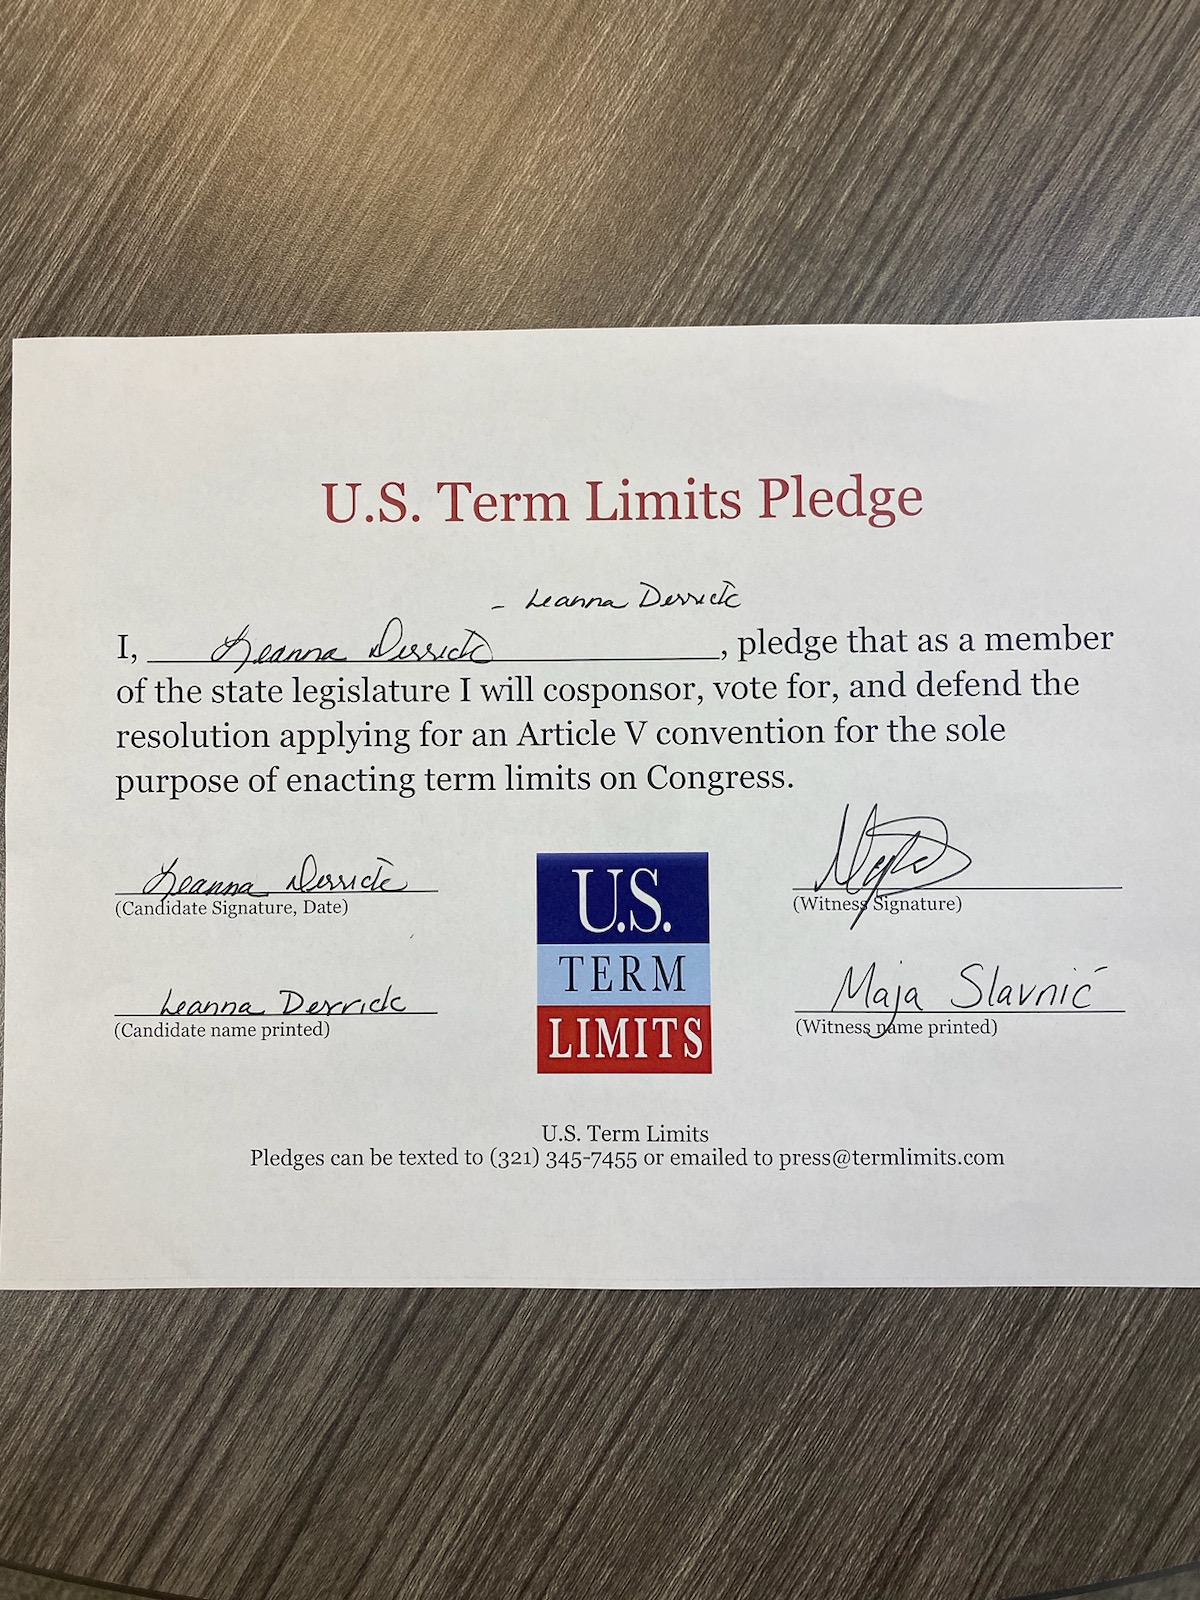 U.S. Term Limits Pledge
- Leanna Derrick
I, Leanna Derrick, pledge that as a member
of the state legislature I will cosponsor, vote for, and defend the
resolution applying for an Article V convention for the sole
purpose of enacting term limits on Congress.
Leanna Derrick
(Candidate Signature, Date)
Leanna Derrick
(Candidate name printed)
U.S.
TERM
LIMITS
(Witness Signature)
Maja Slavnić
(Witness name printed)
U.S. Term Limits
Pledges can be texted to (321) 345-7455 or emailed to press@termlimits.com